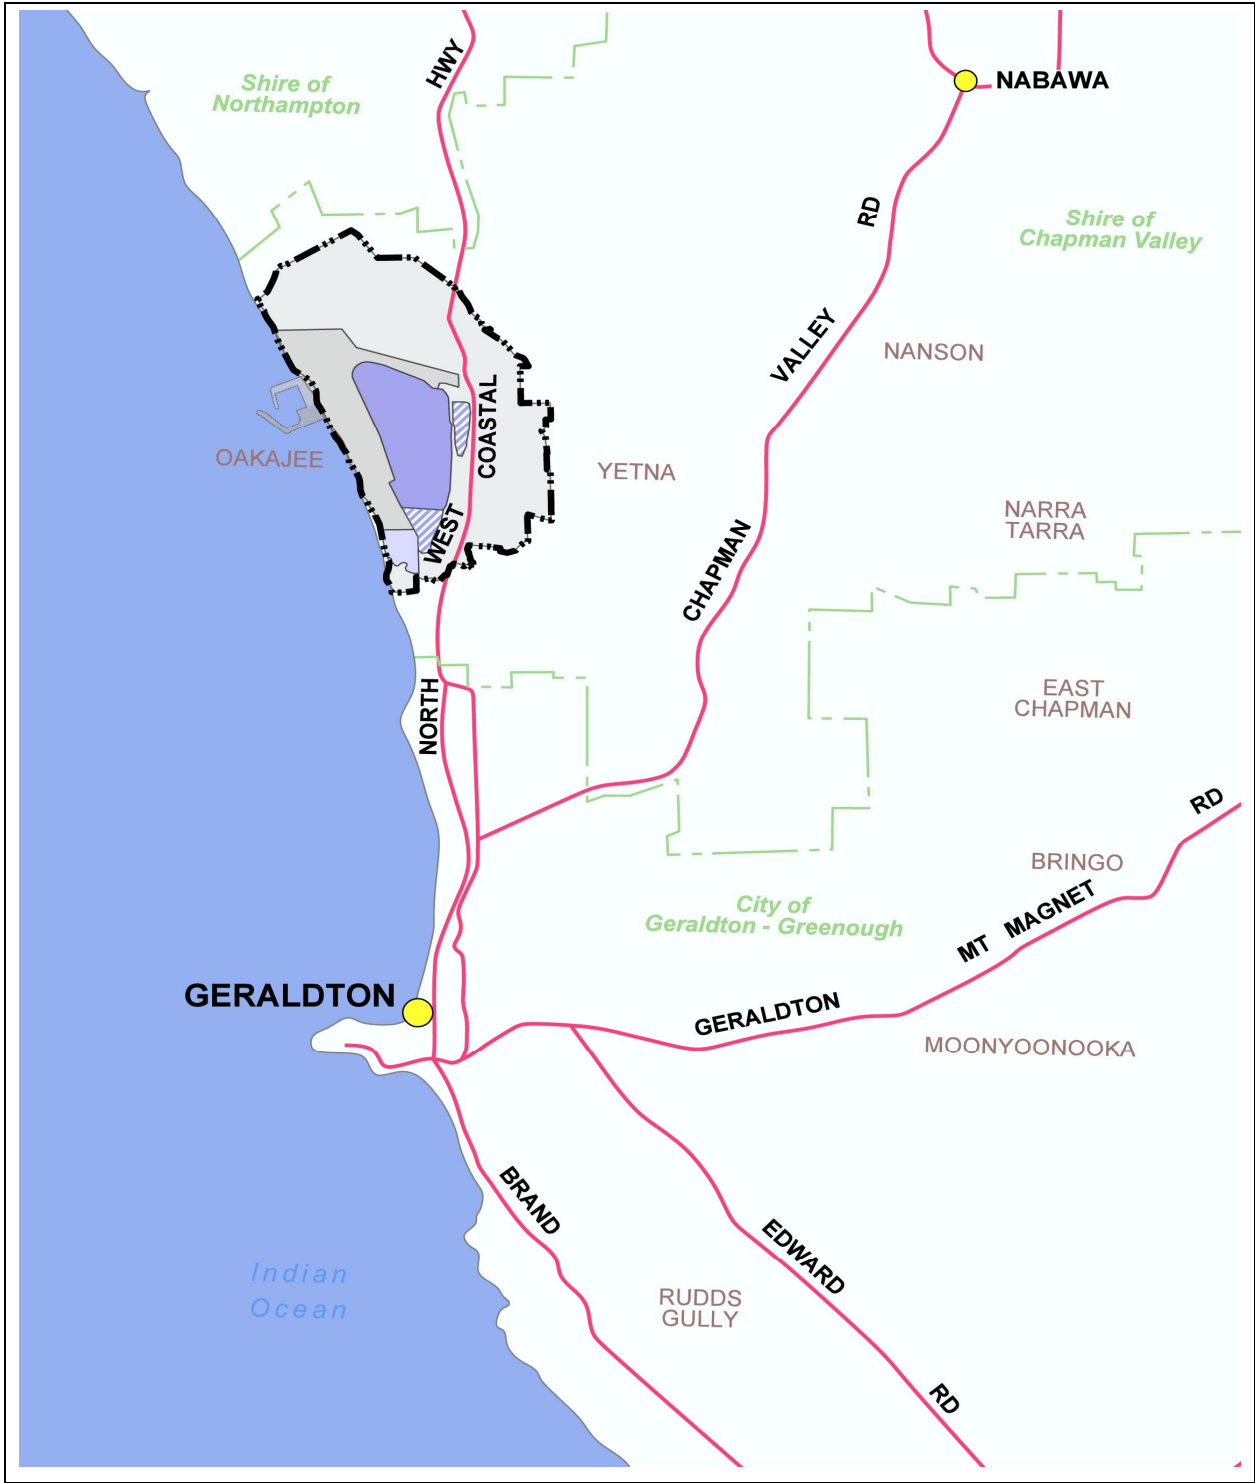 HWY
NABAWA
Shire of
Northampton
RD
Shire of
Chapman Valley
VALLEY
NANSON
COASTAL
OAKAJEE
YETNA
NARRA
TARRA
WEST
CHAPMAN
EAST
CHAPMAN
NORTH
RD
BRINGO
City of
Geraldton - Greenough
MT MAGNET
GERALDTON
GERALDTON
MOONYOONOOKA
BRAND
EDWARD
Indian
Ocean
RUDDS
GULLY
RD